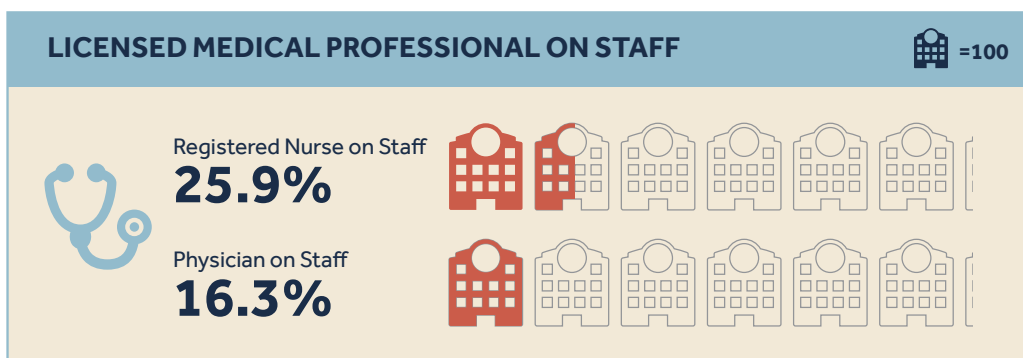 LICENSED MEDICAL PROFESSIONAL ON STAFF
=100
Registered Nurse on Staff
25.9%
Physician on Staff
16.3%